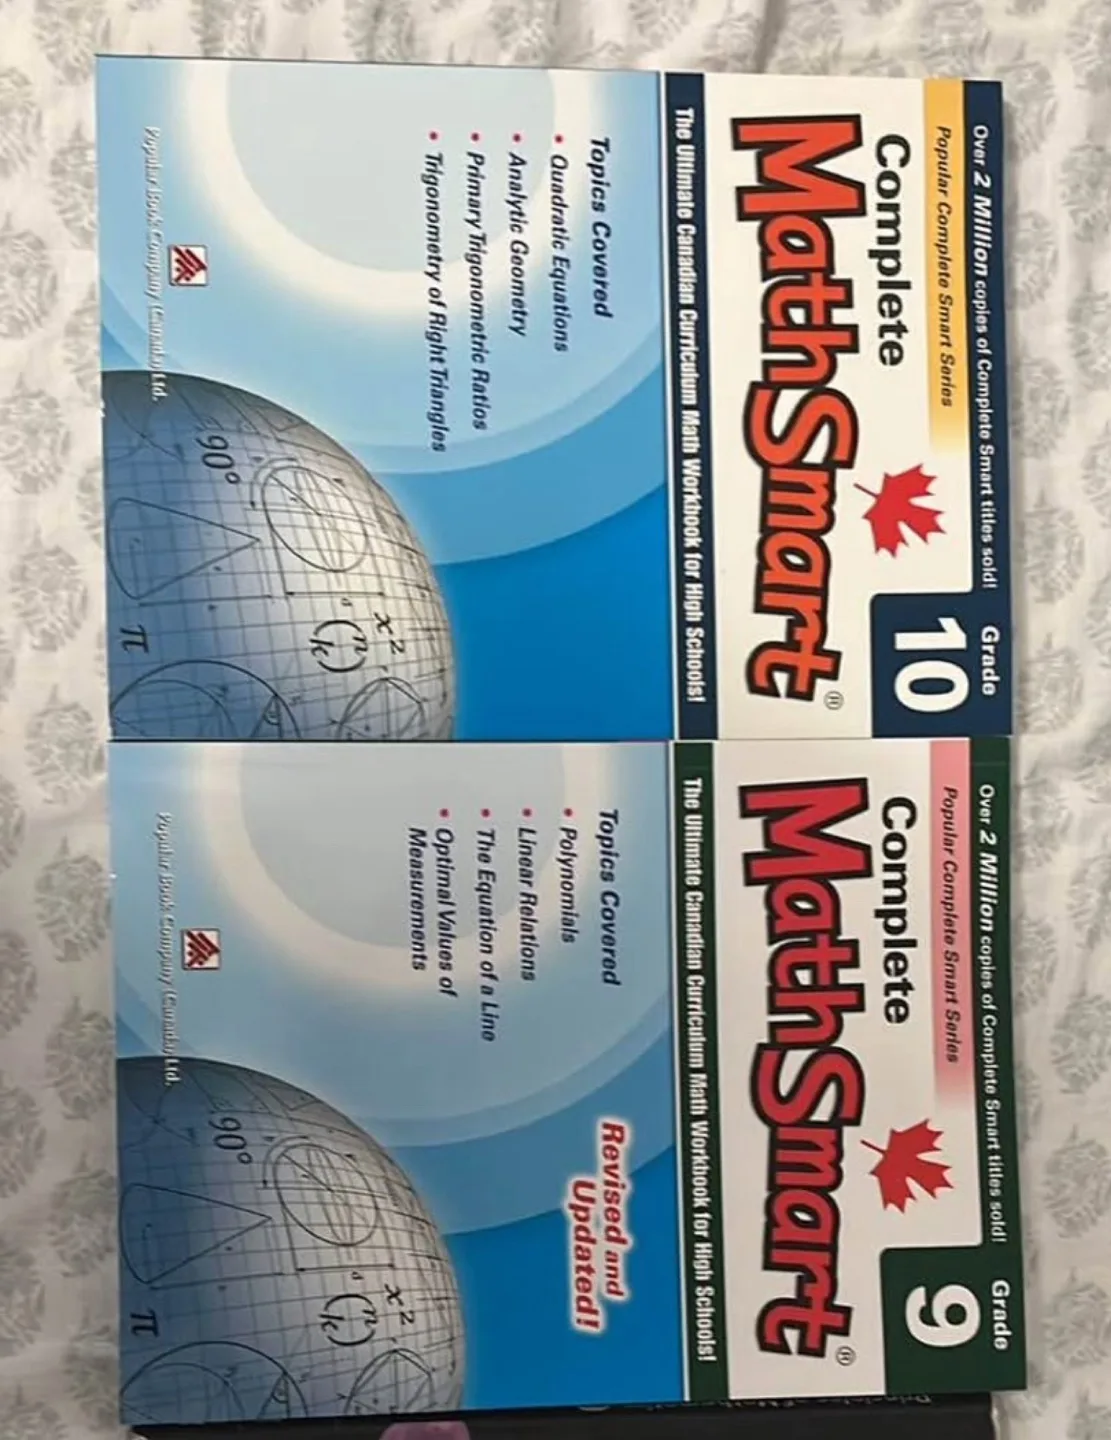 Over 2 Million copies of Complete Smart titles sold!
Popular Complete Smart Series
Grade
10
Complete
MathSmart®
The Ultimate Canadian Curriculum Math Workbook for High Schools!
Topics Covered
• Quadratic Equations
• Analytic Geometry
• Primary Trigonometric Ratios
• Trigonometry of Right Triangles
90°
x²
(n k)
π
Popular Book Company (Canada) Ltd.
Over 2 Million copies of Complete Smart titles sold!
Popular Complete Smart Series
Grade
9
Complete
MathSmart®
The Ultimate Canadian Curriculum Math Workbook for High Schools!
Topics Covered
• Polynomials
• Linear Relations
• The Equation of a Line
• Optimal Values of
Measurements
Revised and
Updated!
90°
x²
(n k)
π
Popular Book Company (Canada) Ltd.